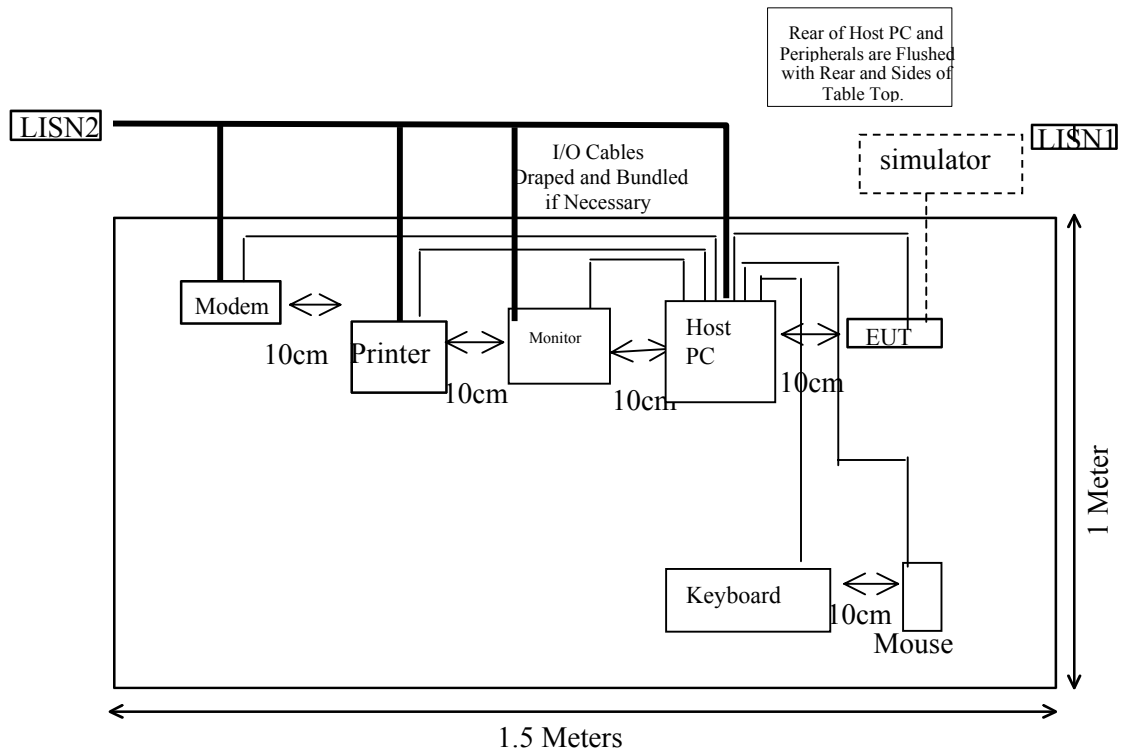 Rear of Host PC and
Peripherals are Flushed
with Rear and Sides of
Table Top.
LISN2
LISN1
simulator
I/O Cables
Draped and Bundled
if Necessary
Modem
10cm
Printer
10cm
Monitor
10cm
Host
PC
10cm
EUT
1 Meter
Keyboard
10cm
Mouse
1.5 Meters